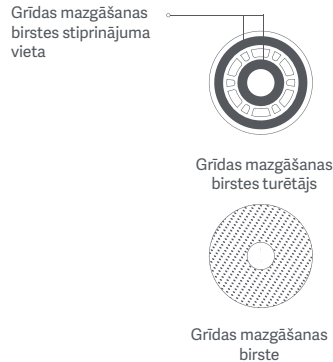 Grīdas mazgāšanas
birstes stiprinājuma
vieta
Grīdas mazgāšanas
birstes turētājs
Grīdas mazgāšanas
birste